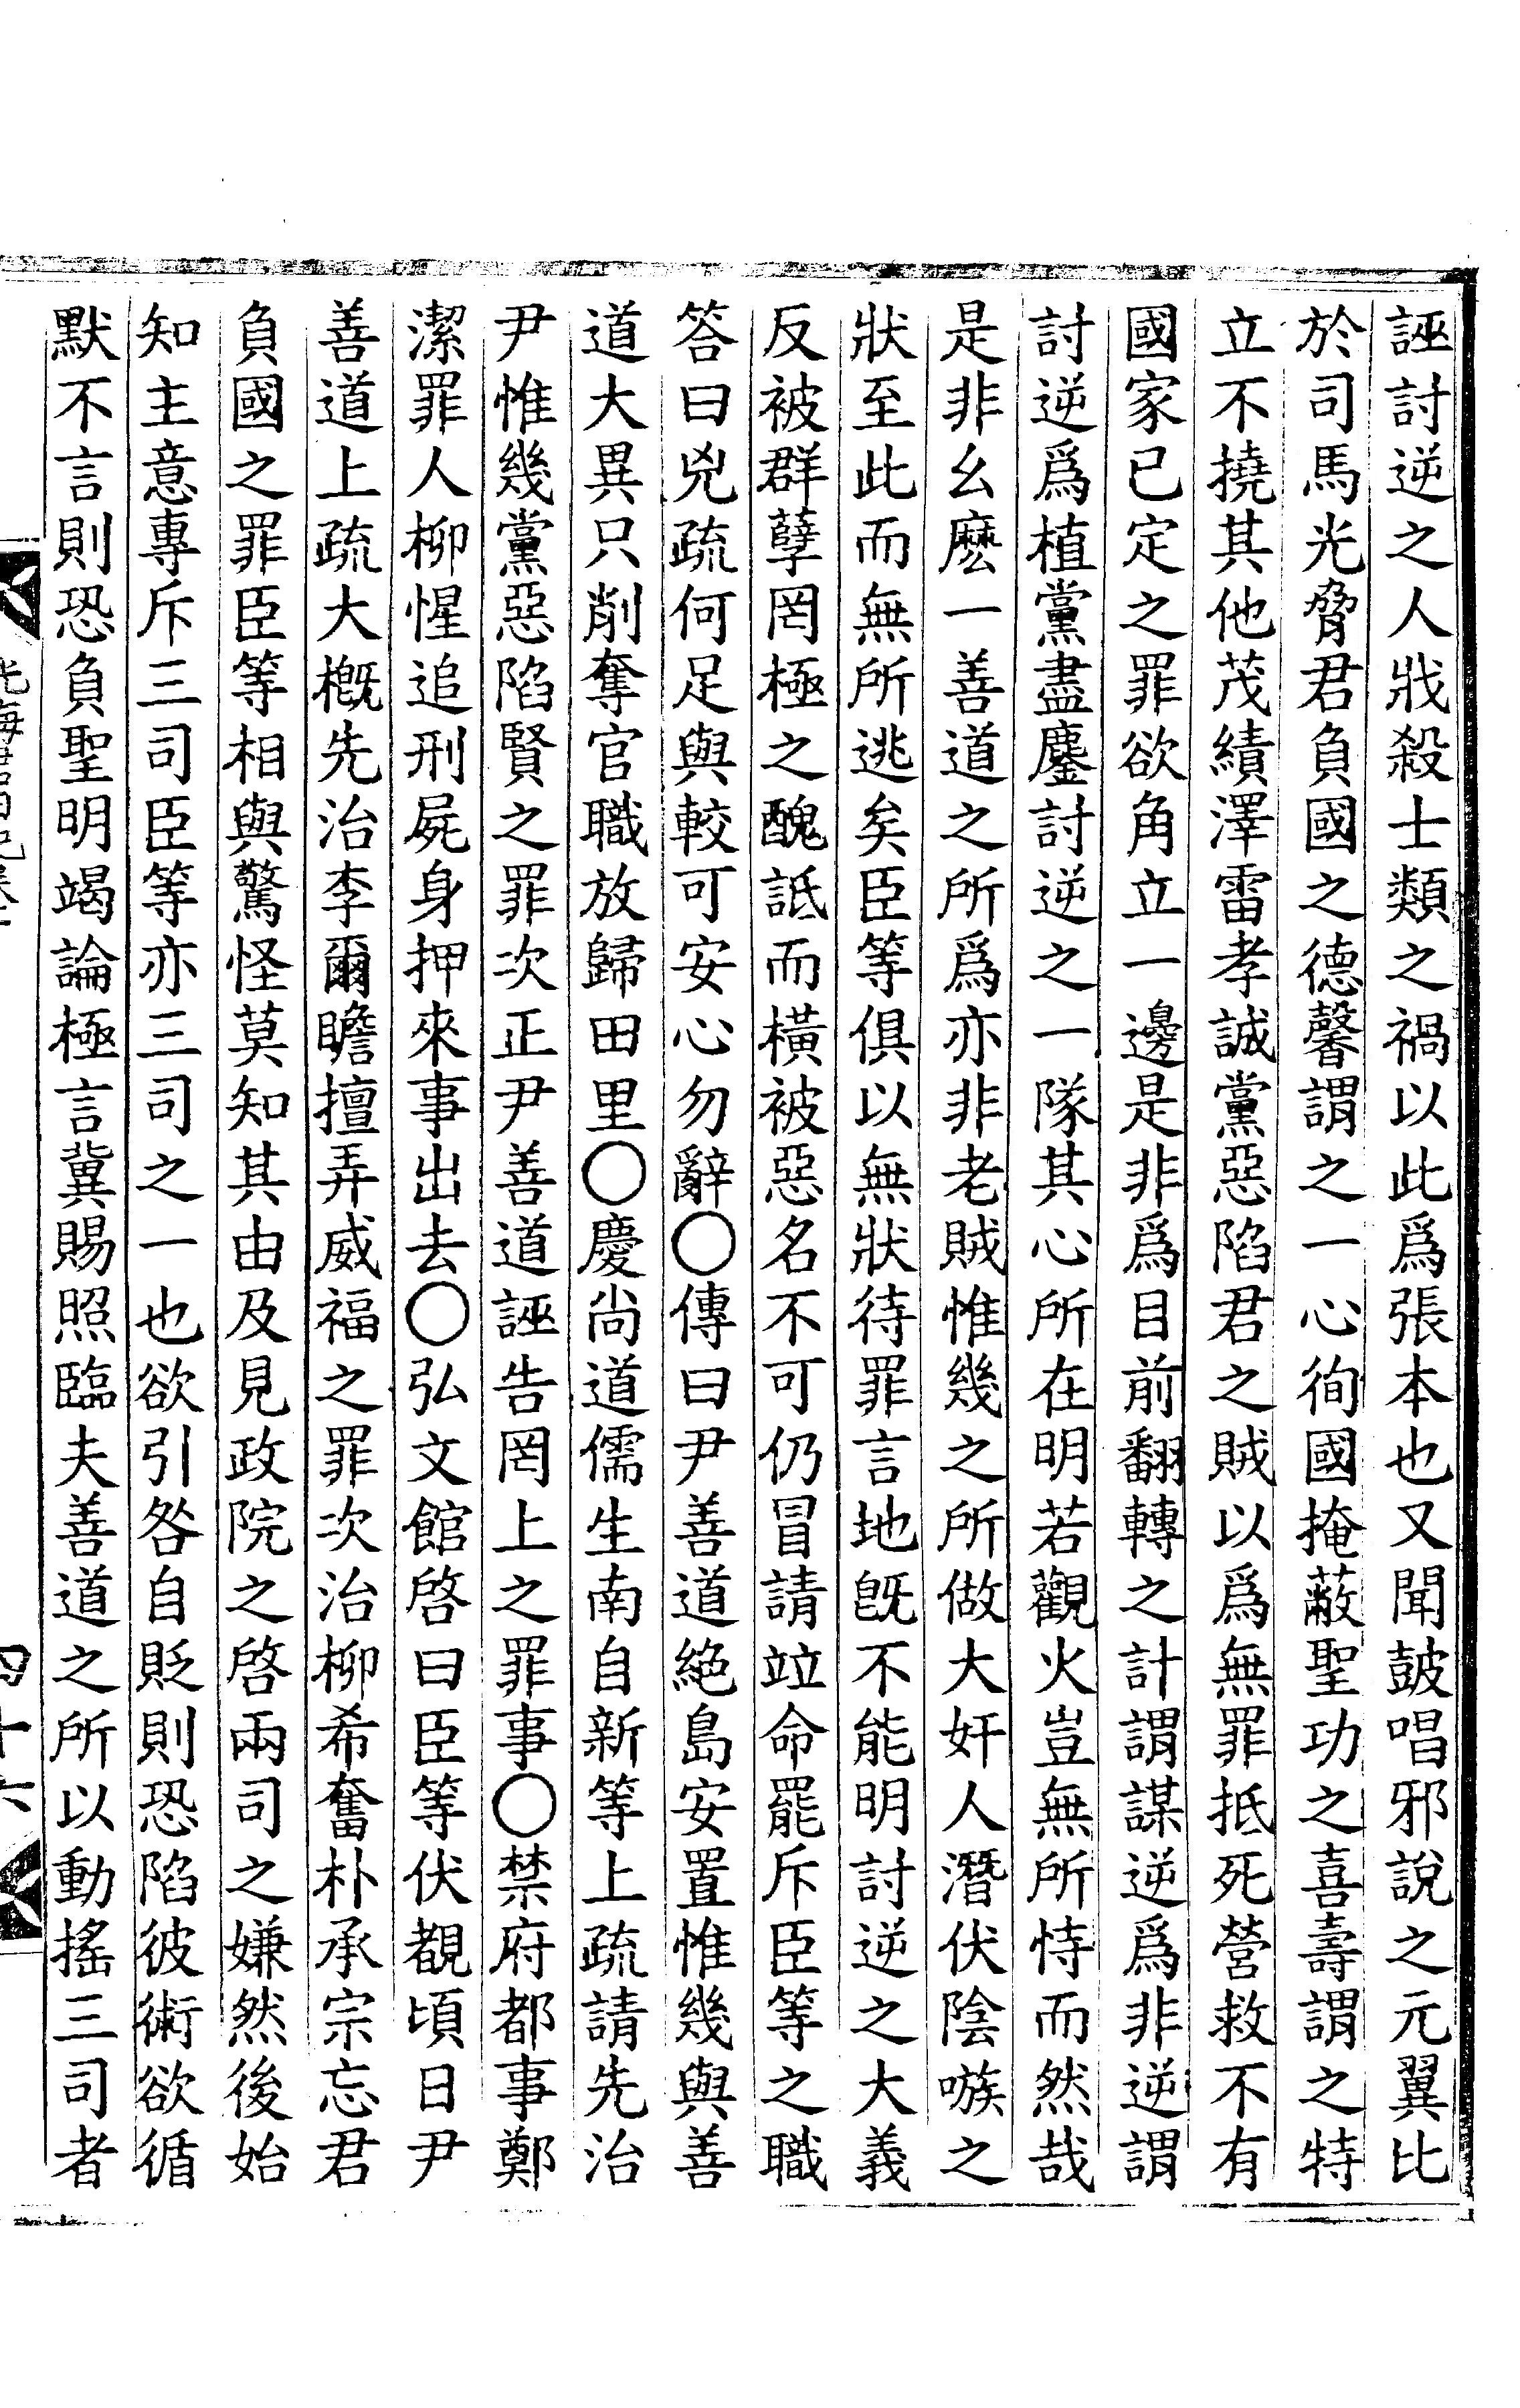 誣討逆之人戕殺士類之禍以此爲張本也又聞鼓唱邪說之元翼比
於司馬光脅君負國之德馨謂之一心徇國掩蔽聖功之喜壽謂之特
立不撓其他茂績澤雷孝誠黨惡陷君之賊以爲無罪抵死營救不有
國家已定之罪欲角立一邊是非爲目前翻轉之計謂謀逆爲非逆謂
討逆爲植黨盡鏖討逆之一隊其心所在明若觀火豈無所恃而然哉
是非幺麽一善道之所爲亦非老賊惟幾之所做大奸人潛伏陰嗾之
狀至此而無所逃矣臣等俱以無狀待罪言地旣不能明討逆之大義
反被群孽罔極之醜詆而橫被惡名不可仍冒請竝命罷斥臣等之職
答曰兇疏何足與較可安心勿辭○傳曰尹善道絕島安置惟幾與善
道大異只削奪官職放歸田里○慶尙道儒生南自新等上疏請先治
尹惟幾黨惡陷賢之罪次正尹善道誣告罔上之罪事○禁府都事鄭
潔罪人柳惺追刑屍身押來事出去○弘文館啓曰臣等伏覩頃日尹
善道上疏大槪先治李爾瞻擅弄威福之罪次治柳希奮朴承宗忘君
負國之罪臣等相與驚怪莫知其由及見政院之啓兩司之嫌然後始
知主意專斥三司臣等亦三司之一也欲引咎自貶則恐陷彼術欲循
默不言則恐負聖明竭論極言冀賜照臨夫善道之所以動搖三司者
四十六